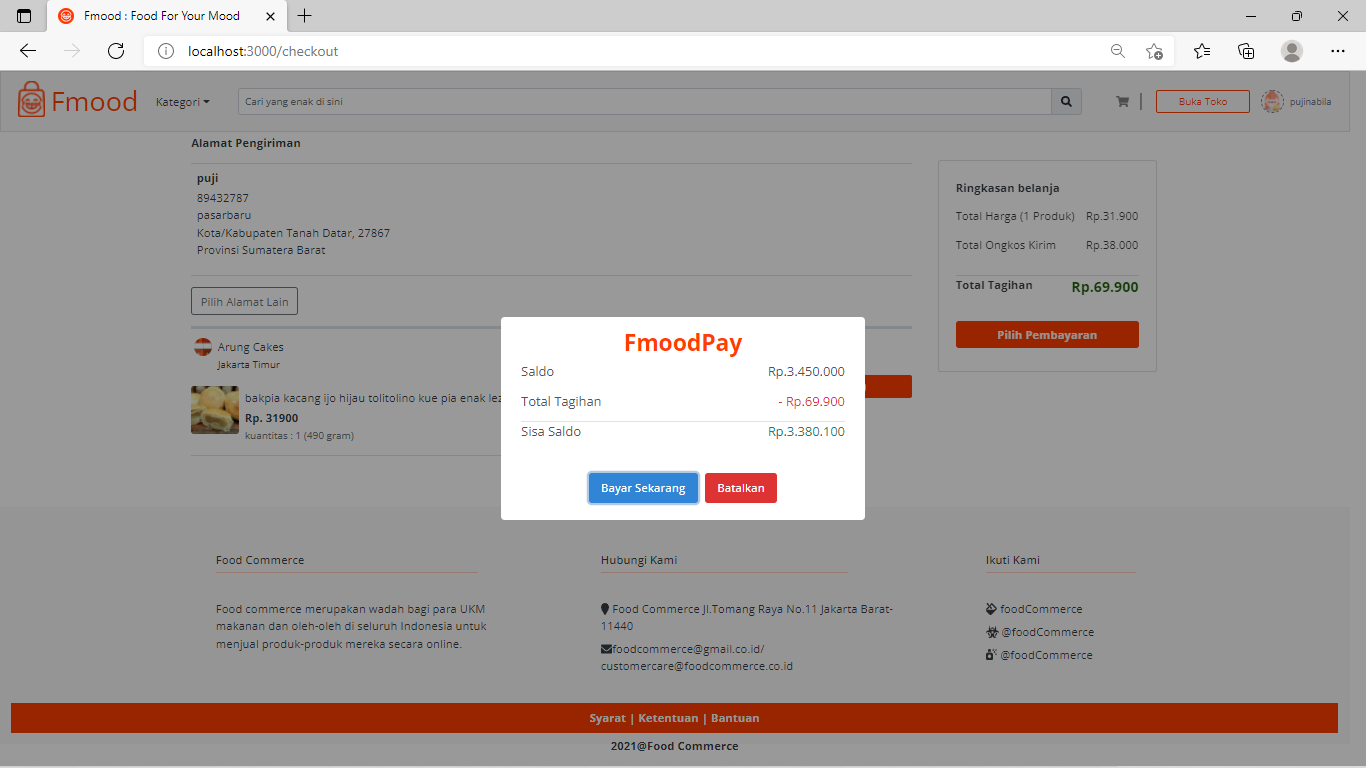 Fmood : Food For Your Mood
localhost:3000/checkout
Fmood
Kategori
Cari yang enak di sini
Buka Toko
pujinabila
Alamat Pengiriman
puji
89432787
pasarbaru
Kota/Kabupaten Tanah Datar, 27867
Provinsi Sumatera Barat
Pilih Alamat Lain
Arung Cakes
Jakarta Timur
bakpia kacang ijo hijau tolitolino kue pia enak lez
Rp. 31900
kuantitas : 1 (490 gram)
Ringkasan belanja
Total Harga (1 Produk) Rp.31.900
Total Ongkos Kirim Rp.38.000
Total Tagihan Rp.69.900
Pilih Pembayaran
FmoodPay
Saldo Rp.3.450.000
Total Tagihan - Rp.69.900
Sisa Saldo Rp.3.380.100
Bayar Sekarang Batalkan
Food Commerce
Food commerce merupakan wadah bagi para UKM
makanan dan oleh-oleh di seluruh Indonesia untuk
menjual produk-produk mereka secara online.
Hubungi Kami
Food Commerce Jl.Tomang Raya No.11 Jakarta Barat-
11440
foodcommerce@gmail.co.id/
customercare@foodcommerce.co.id
Ikuti Kami
foodCommerce
@foodCommerce
@foodCommerce
Syarat | Ketentuan | Bantuan
2021@Food Commerce